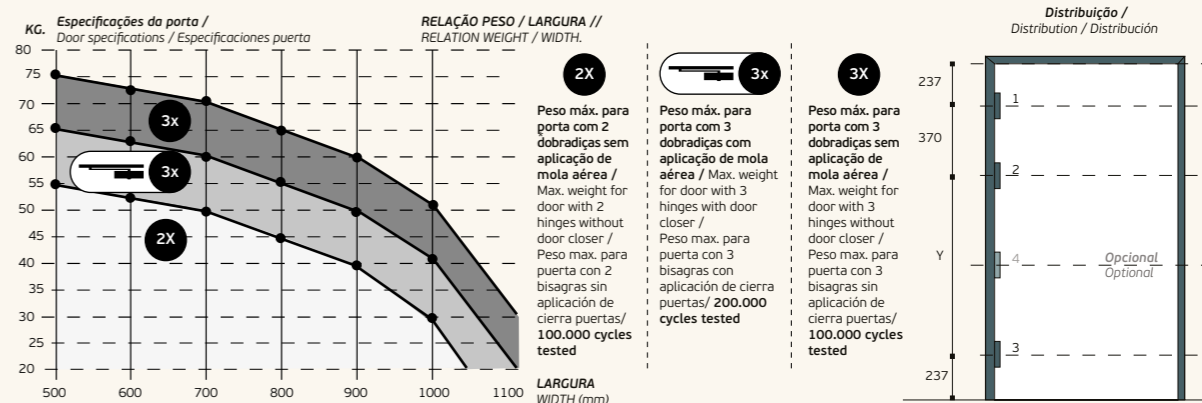 KG.
Especificações da porta /
Door specifications / Especificaciones puerta
RELAÇÃO PESO / LARGURA //
RELATION WEIGHT / WIDTH.
80
75
70
65
60
55
50
45
40
35
30
25
20
3x
3x
2X
500
600
700
800
900
1000
1100
LARGURA
WIDTH (mm)
2X
Peso máx. para
porta com 2
dobradiças sem
aplicação de
mola aérea /
Max. weight for
door with 2
hinges without
door closer /
Peso max. para
puerta con 2
bisagras sin
aplicación de
cierra puertas/
100.000 cycles
tested
3x
Peso máx. para
porta com 3
dobradiças com
aplicação de mola
aérea / Max. weight
for door with 3
hinges with door
closer /
Peso max. para
puerta con 3
bisagras con
aplicación de cierra
puertas/ 200.000
cycles tested
3X
Peso máx. para
porta com 3
dobradiças sem
aplicação de
mola aérea /
Max. weight for
door with 3
hinges without
door closer /
Peso max. para
puerta con 3
bisagras sin
aplicación de
cierra puertas/
100.000 cycles
tested
Distribuição /
Distribution / Distribución
237
370
Y
237
1
2
4
3
Opcional
Optional